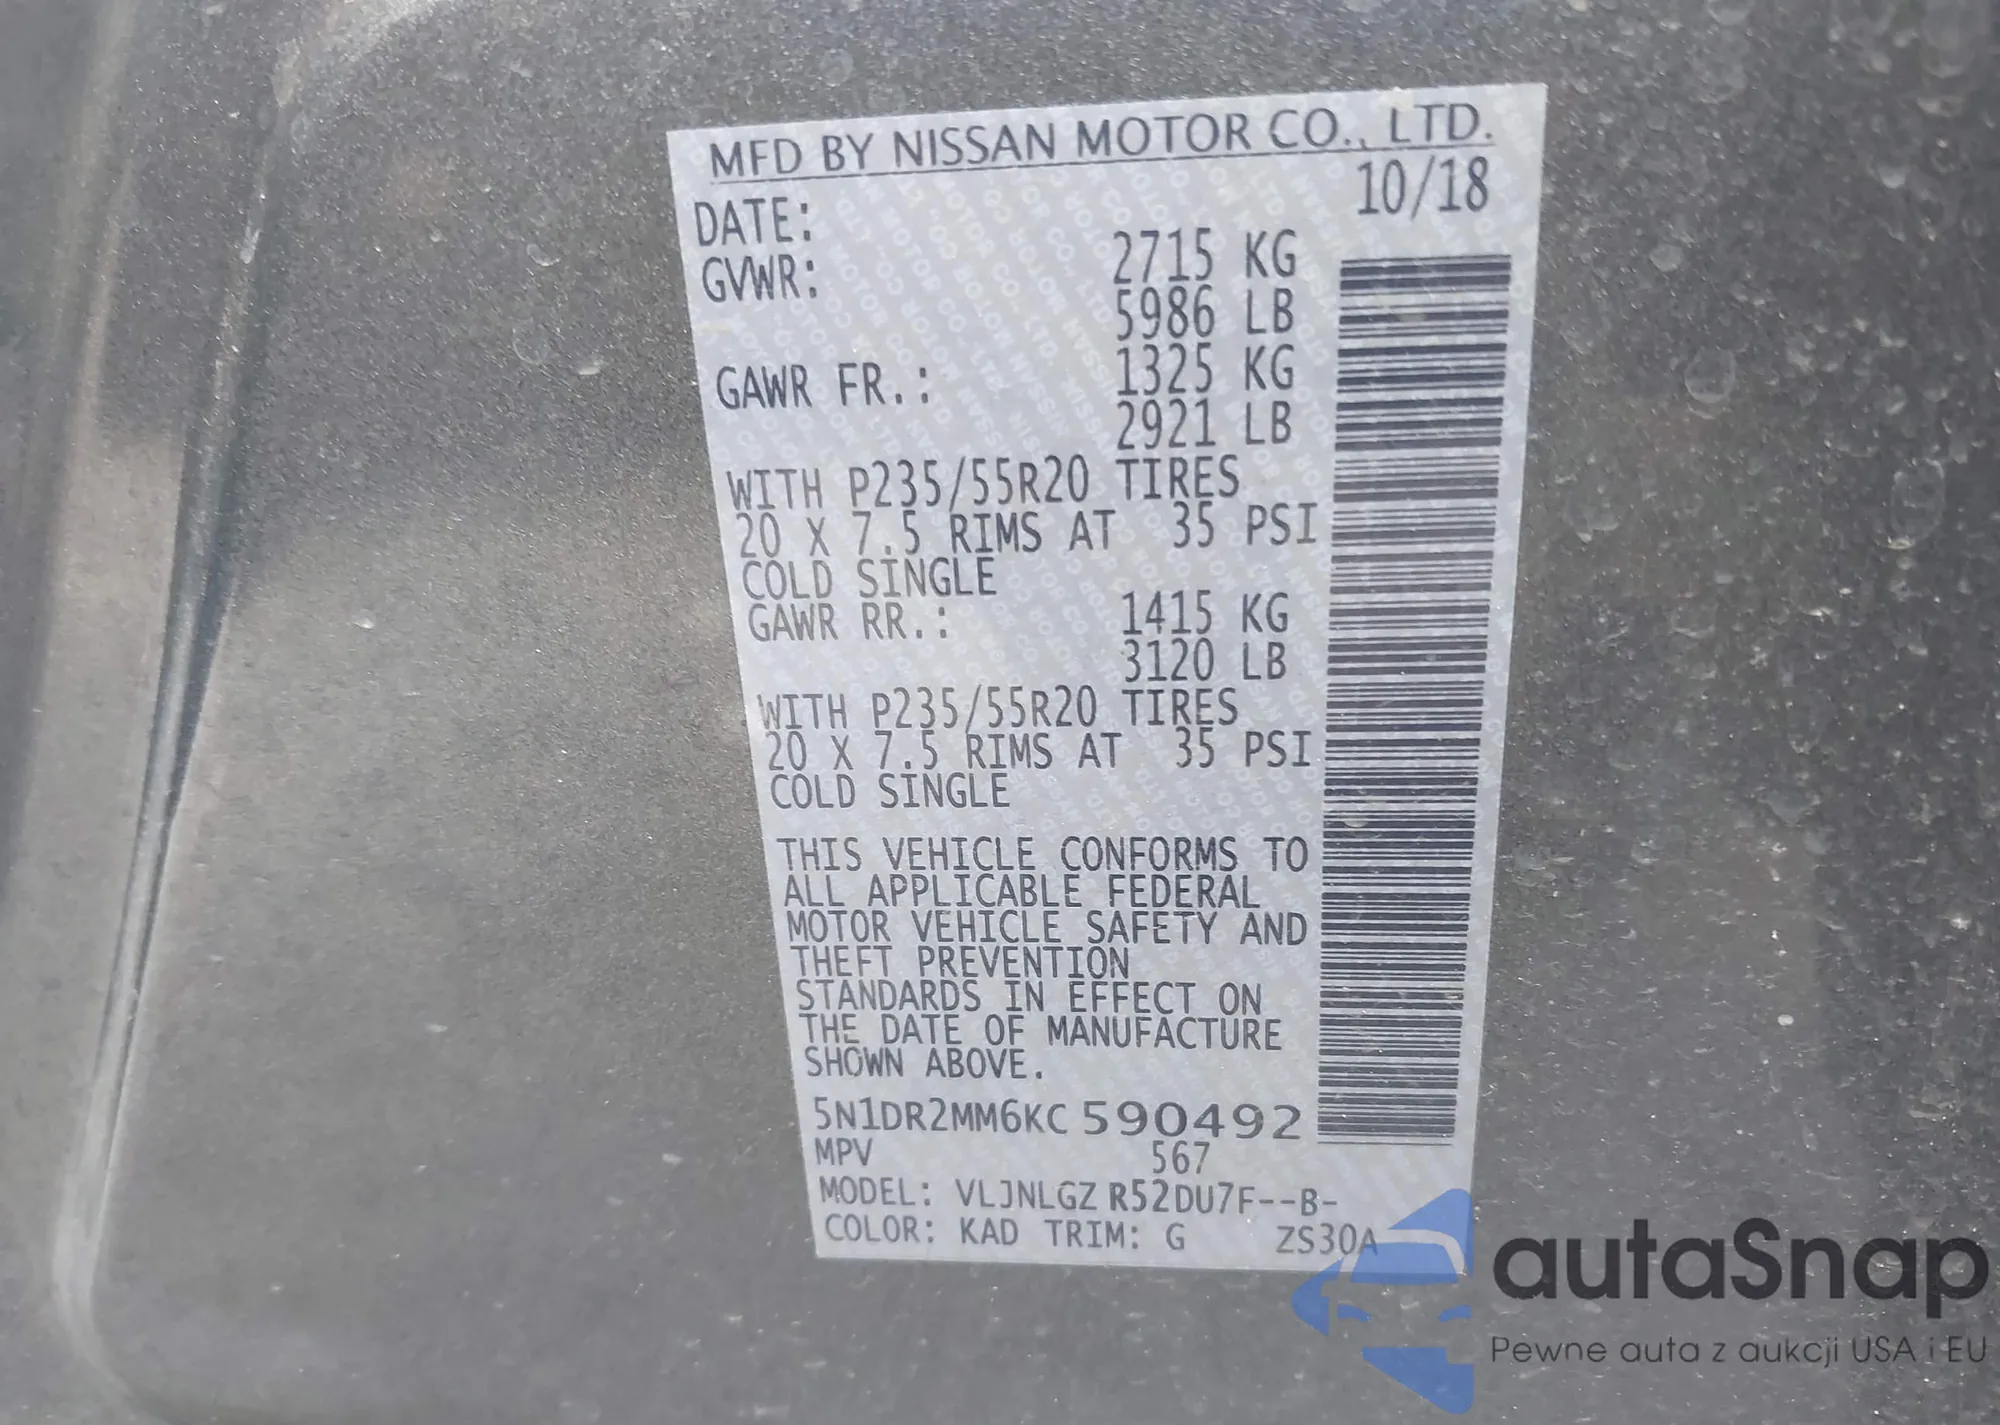 MFD BY NISSAN MOTOR CO., LTD.
DATE: 10/18
GVWR: 2715 KG
5986 LB
GAWR FR.: 1325 KG
2921 LB
WITH P235/55R20 TIRES
20 X 7.5 RIMS AT 35 PSI
COLD SINGLE
GAWR RR.: 1415 KG
3120 LB
WITH P235/55R20 TIRES
20 X 7.5 RIMS AT 35 PSI
COLD SINGLE
THIS VEHICLE CONFORMS TO
ALL APPLICABLE FEDERAL
MOTOR VEHICLE SAFETY AND
THEFT PREVENTION
STANDARDS IN EFFECT ON
THE DATE OF MANUFACTURE
SHOWN ABOVE.
5N1DR2MM6KC 590492
MPV 567
MODEL: VLJNLGZ R52DU7F--B-
COLOR: KAD TRIM: G ZS30A
autaSnap
Pewne auta z aukcji USA i EU